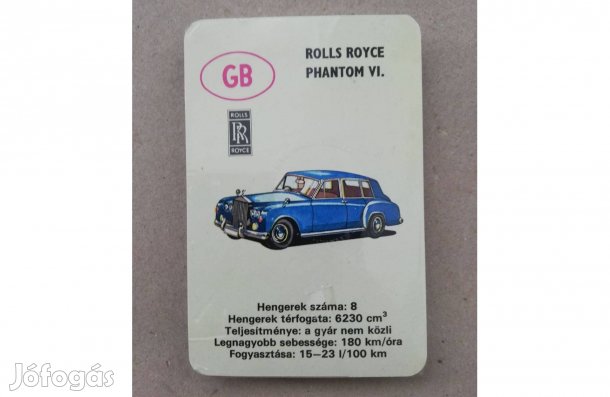 GB
ROLLS ROYCE
PHANTOM VI.
ROLLS
RR
ROYCE
Hengerek száma: 8
Hengerek térfogata: 6230 cm³
Teljesítménye: a gyár nem közli
Legnagyobb sebessége: 180 km/óra
Fogyasztása: 15—23 l/100 km
Jófogás